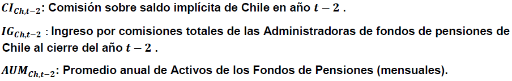 CI_{Ch,t−2}: Comisión sobre saldo implícita de Chile en año t − 2 .
IG_{Ch,t−2} : Ingreso por comisiones totales de las Administradoras de fondos de pensiones de
Chile al cierre del año t − 2 .
AUM_{Ch,t−2}: Promedio anual de Activos de los Fondos de Pensiones (mensuales).